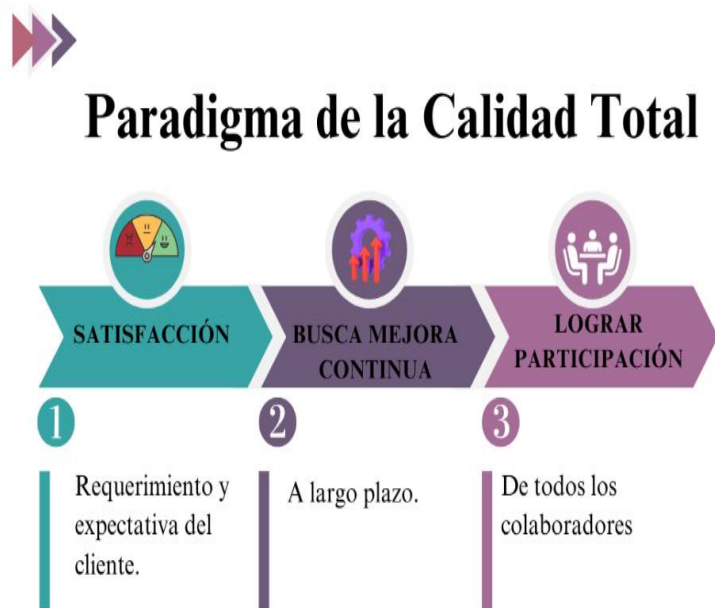 Paradigma de la Calidad Total
SATISFACCIÓN
BUSCA MEJORA
CONTINUA
LOGRAR
PARTICIPACIÓN
1
Requerimiento y
expectativa del
cliente.
2
A largo plazo.
3
De todos los
colaboradores